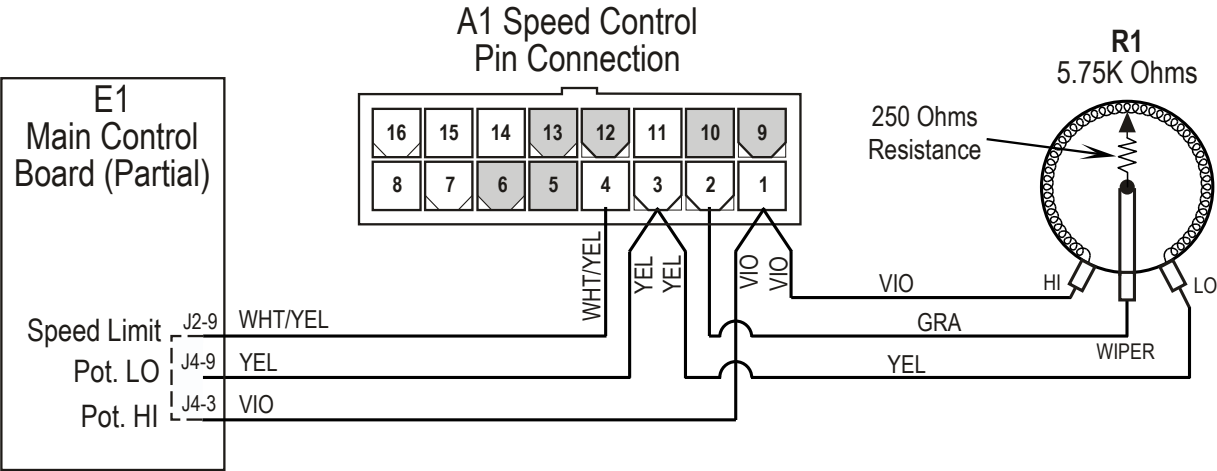 A1 Speed Control
Pin Connection
R1
5.75K Ohms
E1
Main Control
Board (Partial)
250 Ohms
Resistance
16 15 14 13 12 11 10 9
8 7 6 5 4 3 2 1
WHT/YEL
YEL
YEL
VIO
VIO
VIO
HI
LO
GRA
WIPER
YEL
Speed Limit J2-9 WHT/YEL
Pot. LO J4-9 YEL
Pot. HI J4-3 VIO